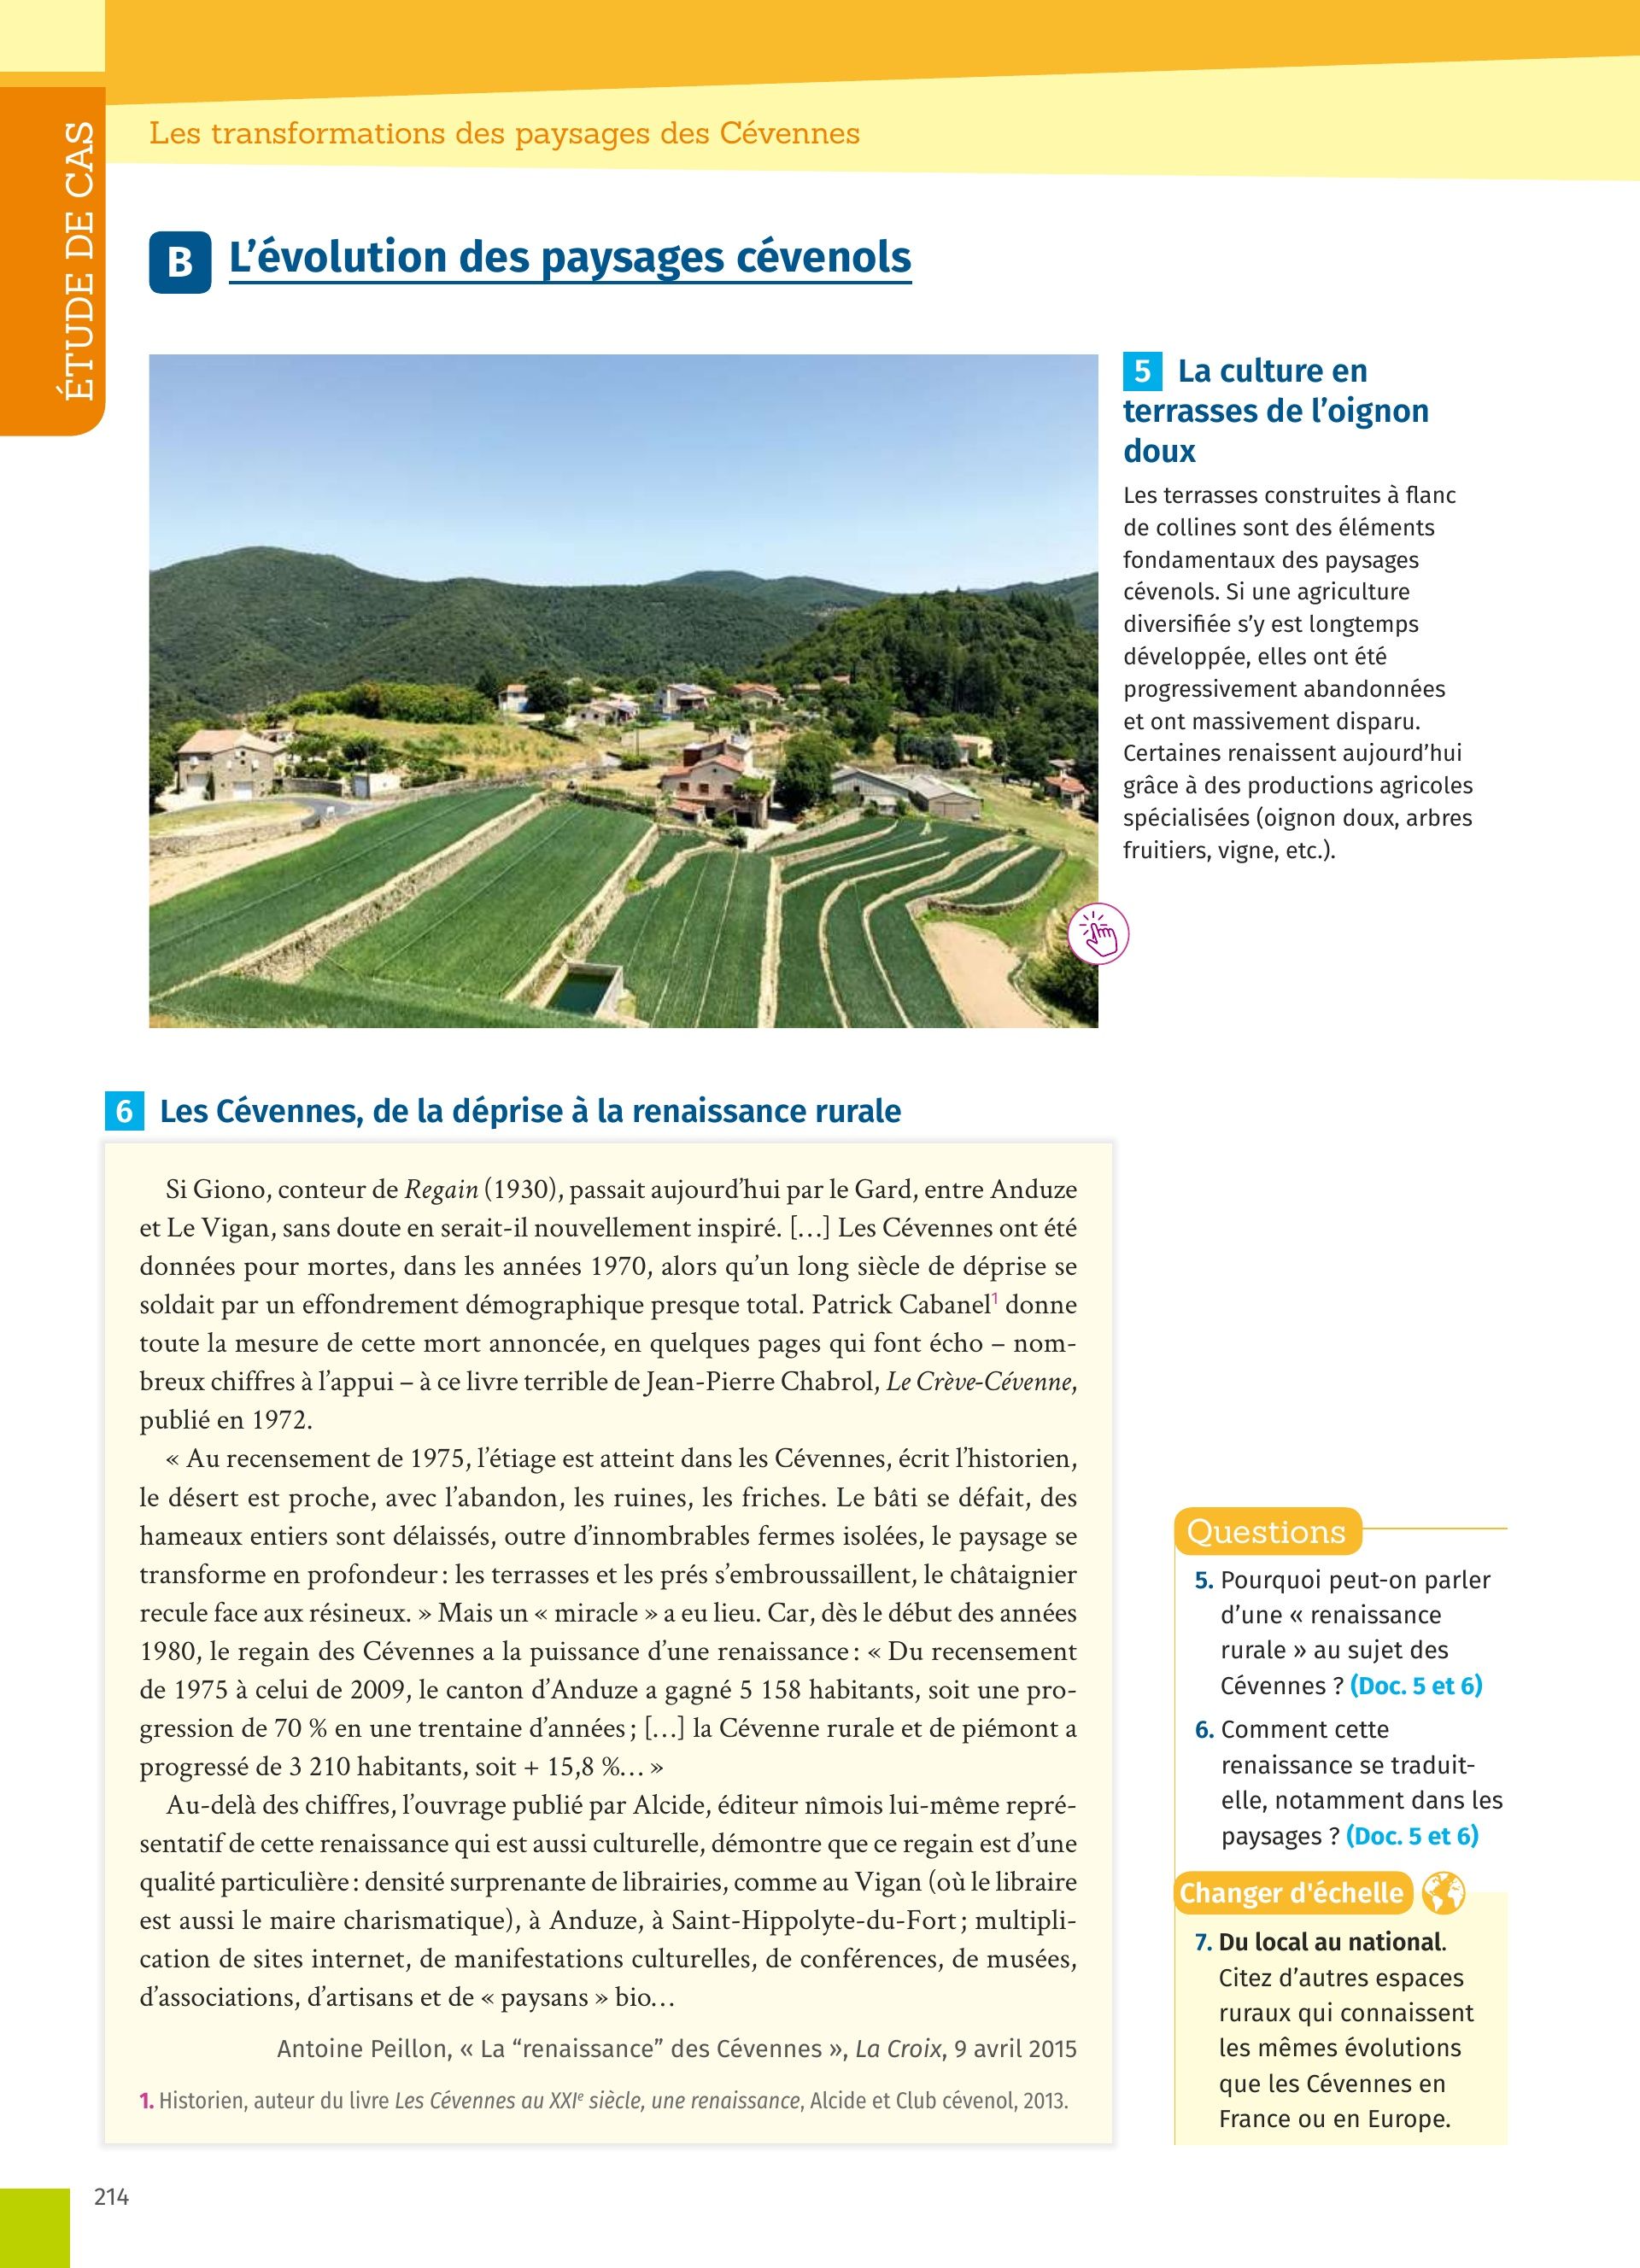 ÉTUDE DE CAS
Les transformations des paysages des Cévennes
B L’évolution des paysages cévenols
5 La culture en
terrasses de l’oignon
doux
Les terrasses construites à flanc
de collines sont des éléments
fondamentaux des paysages
cévenols. Si une agriculture
diversifiée s’y est longtemps
développée, elles ont été
progressivement abandonnées
et ont massivement disparu.
Certaines renaissent aujourd’hui
grâce à des productions agricoles
spécialisées (oignon doux, arbres
fruitiers, vigne, etc.).
6 Les Cévennes, de la déprise à la renaissance rurale
Si Giono, conteur de Regain (1930), passait aujourd’hui par le Gard, entre Anduze
et Le Vigan, sans doute en serait-il nouvellement inspiré. […] Les Cévennes ont été
données pour mortes, dans les années 1970, alors qu’un long siècle de déprise se
soldait par un effondrement démographique presque total. Patrick Cabanel1 donne
toute la mesure de cette mort annoncée, en quelques pages qui font écho – nom-
breux chiffres à l’appui – à ce livre terrible de Jean-Pierre Chabrol, Le Crève-Cévenne,
publié en 1972.
« Au recensement de 1975, l’étiage est atteint dans les Cévennes, écrit l’historien,
le désert est proche, avec l’abandon, les ruines, les friches. Le bâti se défait, des
hameaux entiers sont délaissés, outre d’innombrables fermes isolées, le paysage se
transforme en profondeur : les terrasses et les prés s’embroussaillent, le châtaignier
recule face aux résineux. » Mais un « miracle » a eu lieu. Car, dès le début des années
1980, le regain des Cévennes a la puissance d’une renaissance : « Du recensement
de 1975 à celui de 2009, le canton d’Anduze a gagné 5 158 habitants, soit une pro-
gression de 70 % en une trentaine d’années ; […] la Cévenne rurale et de piémont a
progressé de 3 210 habitants, soit + 15,8 %… »
Au-delà des chiffres, l’ouvrage publié par Alcide, éditeur nîmois lui-même repré-
sentatif de cette renaissance qui est aussi culturelle, démontre que ce regain est d’une
qualité particulière : densité surprenante de librairies, comme au Vigan (où le libraire
est aussi le maire charismatique), à Anduze, à Saint-Hippolyte-du-Fort ; multipli-
cation de sites internet, de manifestations culturelles, de conférences, de musées,
d’associations, d’artisans et de « paysans » bio…
Antoine Peillon, « La “renaissance” des Cévennes », La Croix, 9 avril 2015
1. Historien, auteur du livre Les Cévennes au XXIe siècle, une renaissance, Alcide et Club cévenol, 2013.
Questions
5. Pourquoi peut-on parler
d’une « renaissance
rurale » au sujet des
Cévennes ? (Doc. 5 et 6)
6. Comment cette
renaissance se traduit-
elle, notamment dans les
paysages ? (Doc. 5 et 6)
Changer d'échelle
7. Du local au national.
Citez d’autres espaces
ruraux qui connaissent
les mêmes évolutions
que les Cévennes en
France ou en Europe.
214